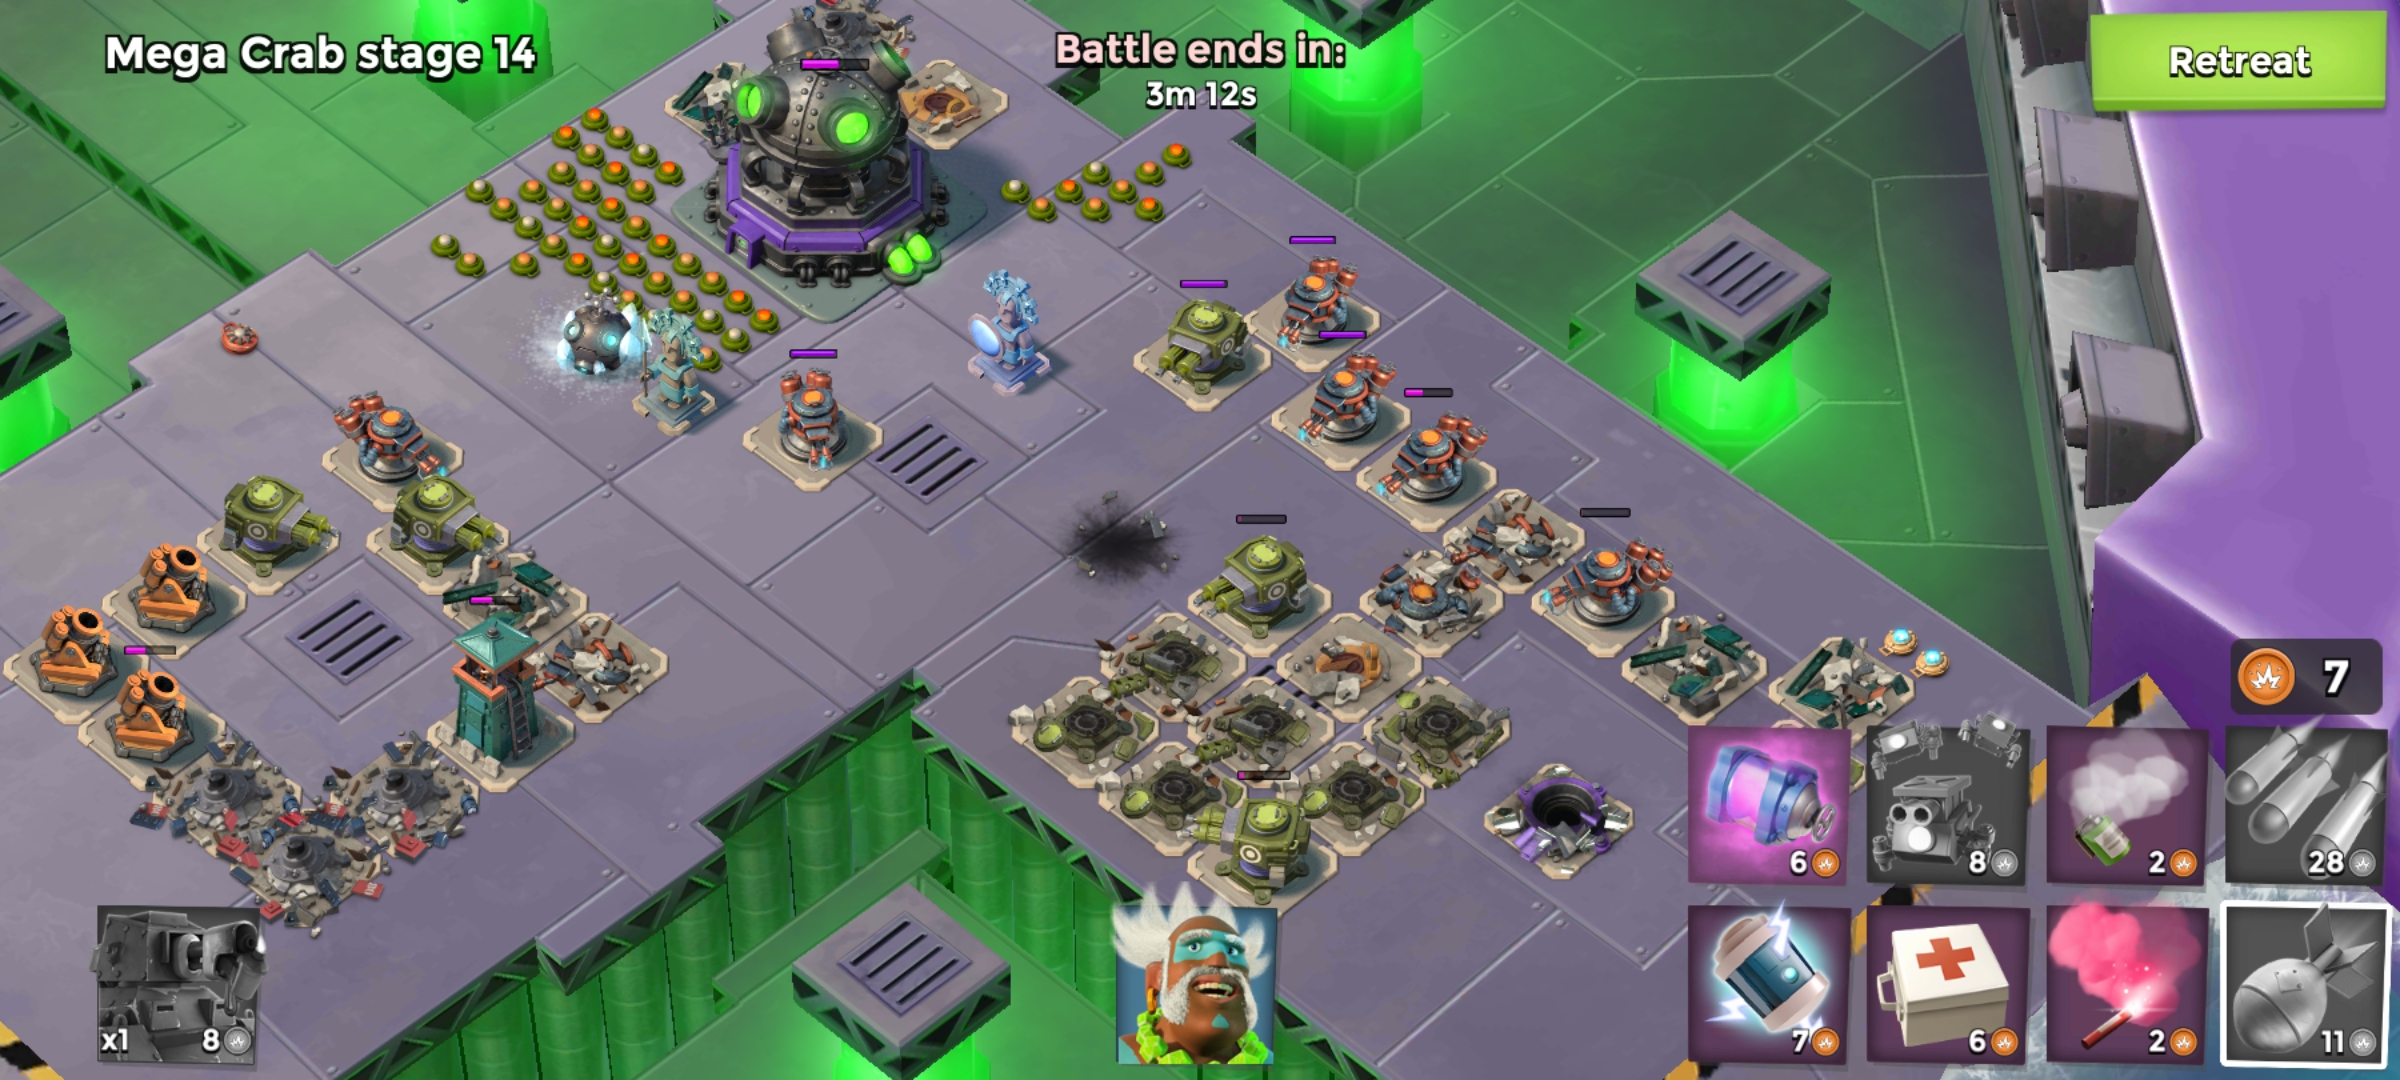 Mega Crab stage 14
Battle ends in:
3m 12s
Retreat
7
6
8
2
28
x1
8
7
6
2
11